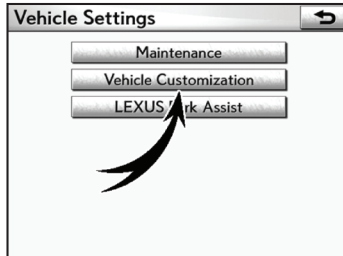 Vehicle Settings
Maintenance
Vehicle Customization
LEXUS Park Assist